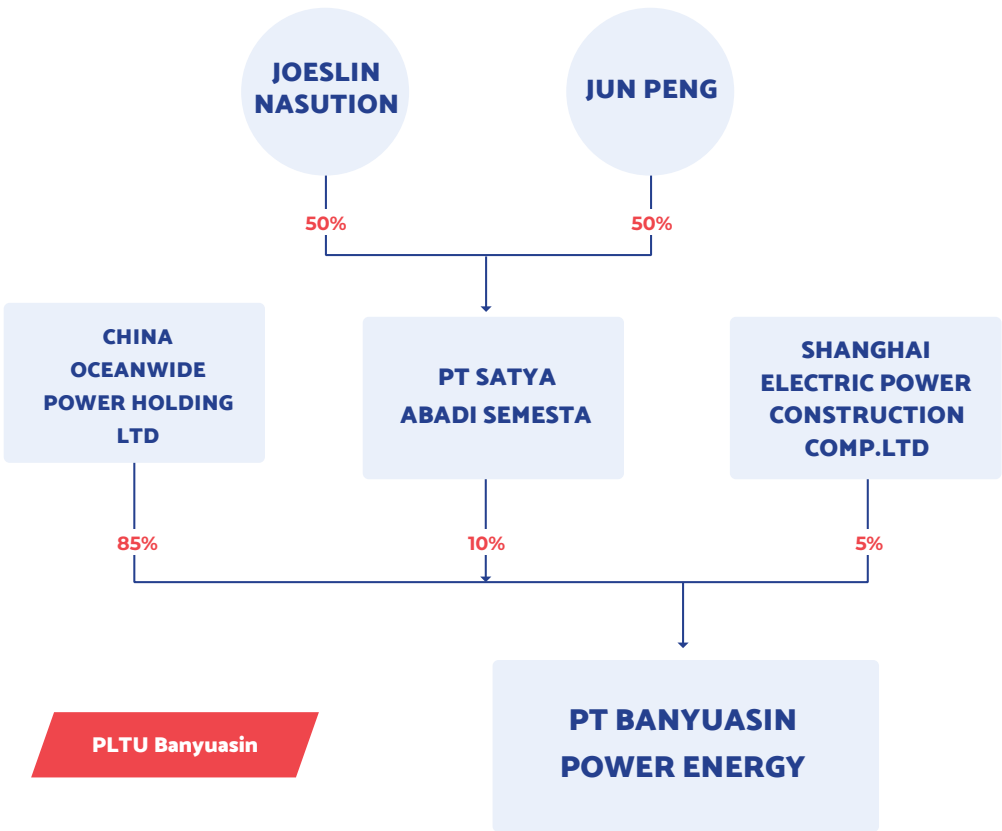 JOESLIN
NASUTION
JUN PENG
50%
50%
CHINA
OCEANWIDE
POWER HOLDING
LTD
PT SATYA
ABADI SEMESTA
SHANGHAI
ELECTRIC POWER
CONSTRUCTION
COMP.LTD
85%
10%
5%
PT BANYUASIN
POWER ENERGY
PLTU Banyuasin